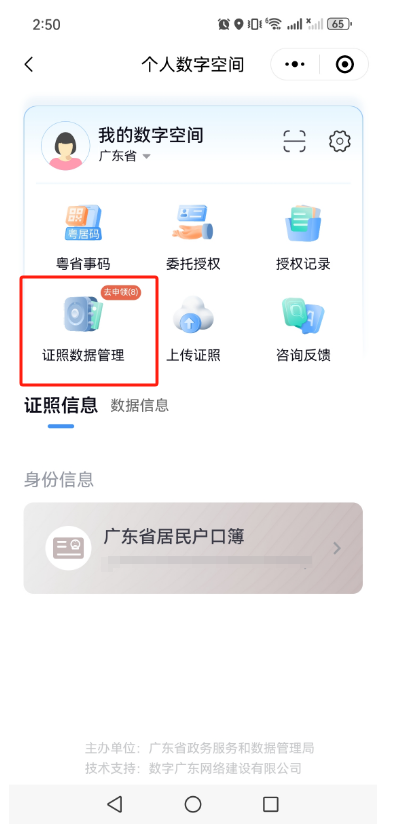 2:50
65
个人数字空间
我的数字空间
广东省
粤居码
粤省事码
委托授权
授权记录
去申领(8)
证照数据管理
上传证照
咨询反馈
证照信息 数据信息
身份信息
广东省居民户口簿
主办单位：广东省政务服务和数据管理局
技术支持：数字广东网络建设有限公司